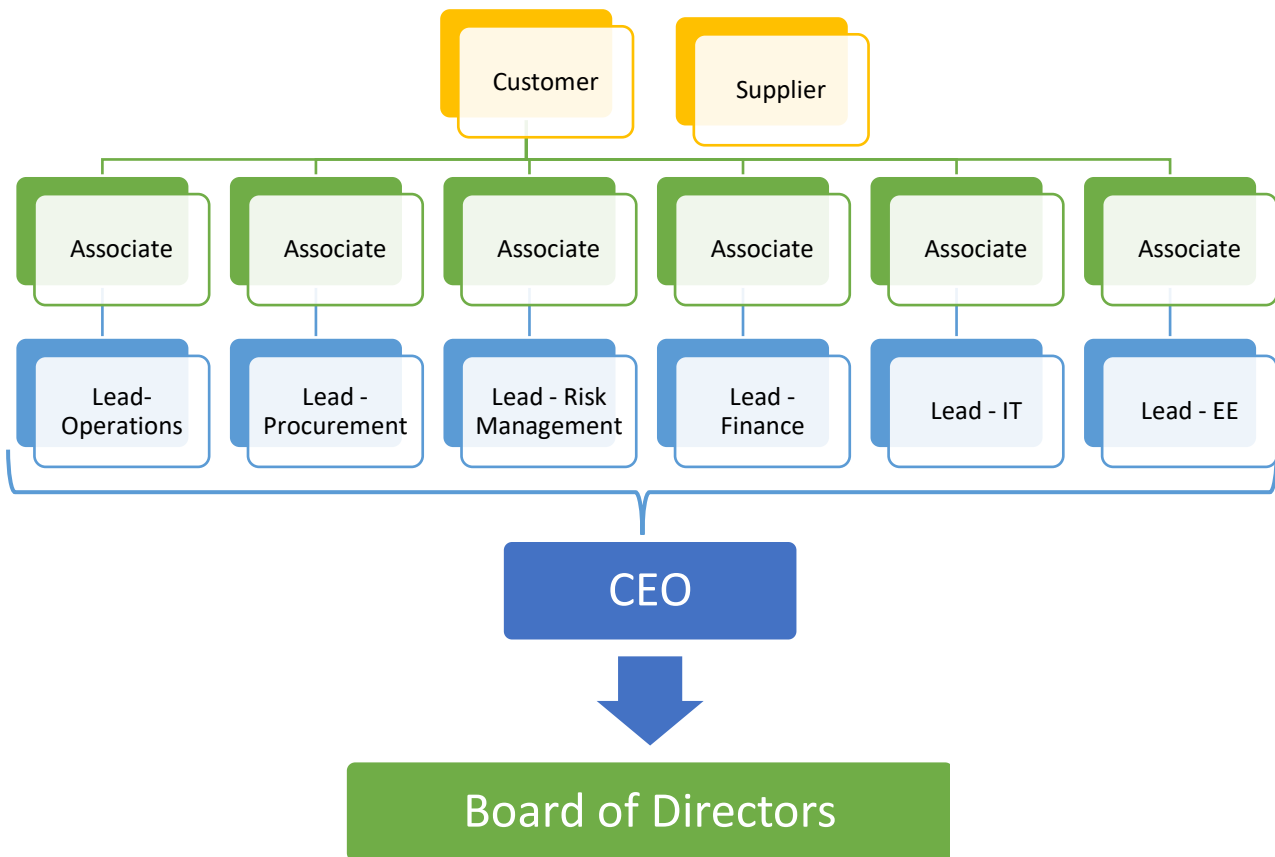 Customer
Supplier
Associate
Associate
Associate
Associate
Associate
Associate
Lead-
Operations
Lead -
Procurement
Lead - Risk
Management
Lead -
Finance
Lead - IT
Lead - EE
CEO
Board of Directors